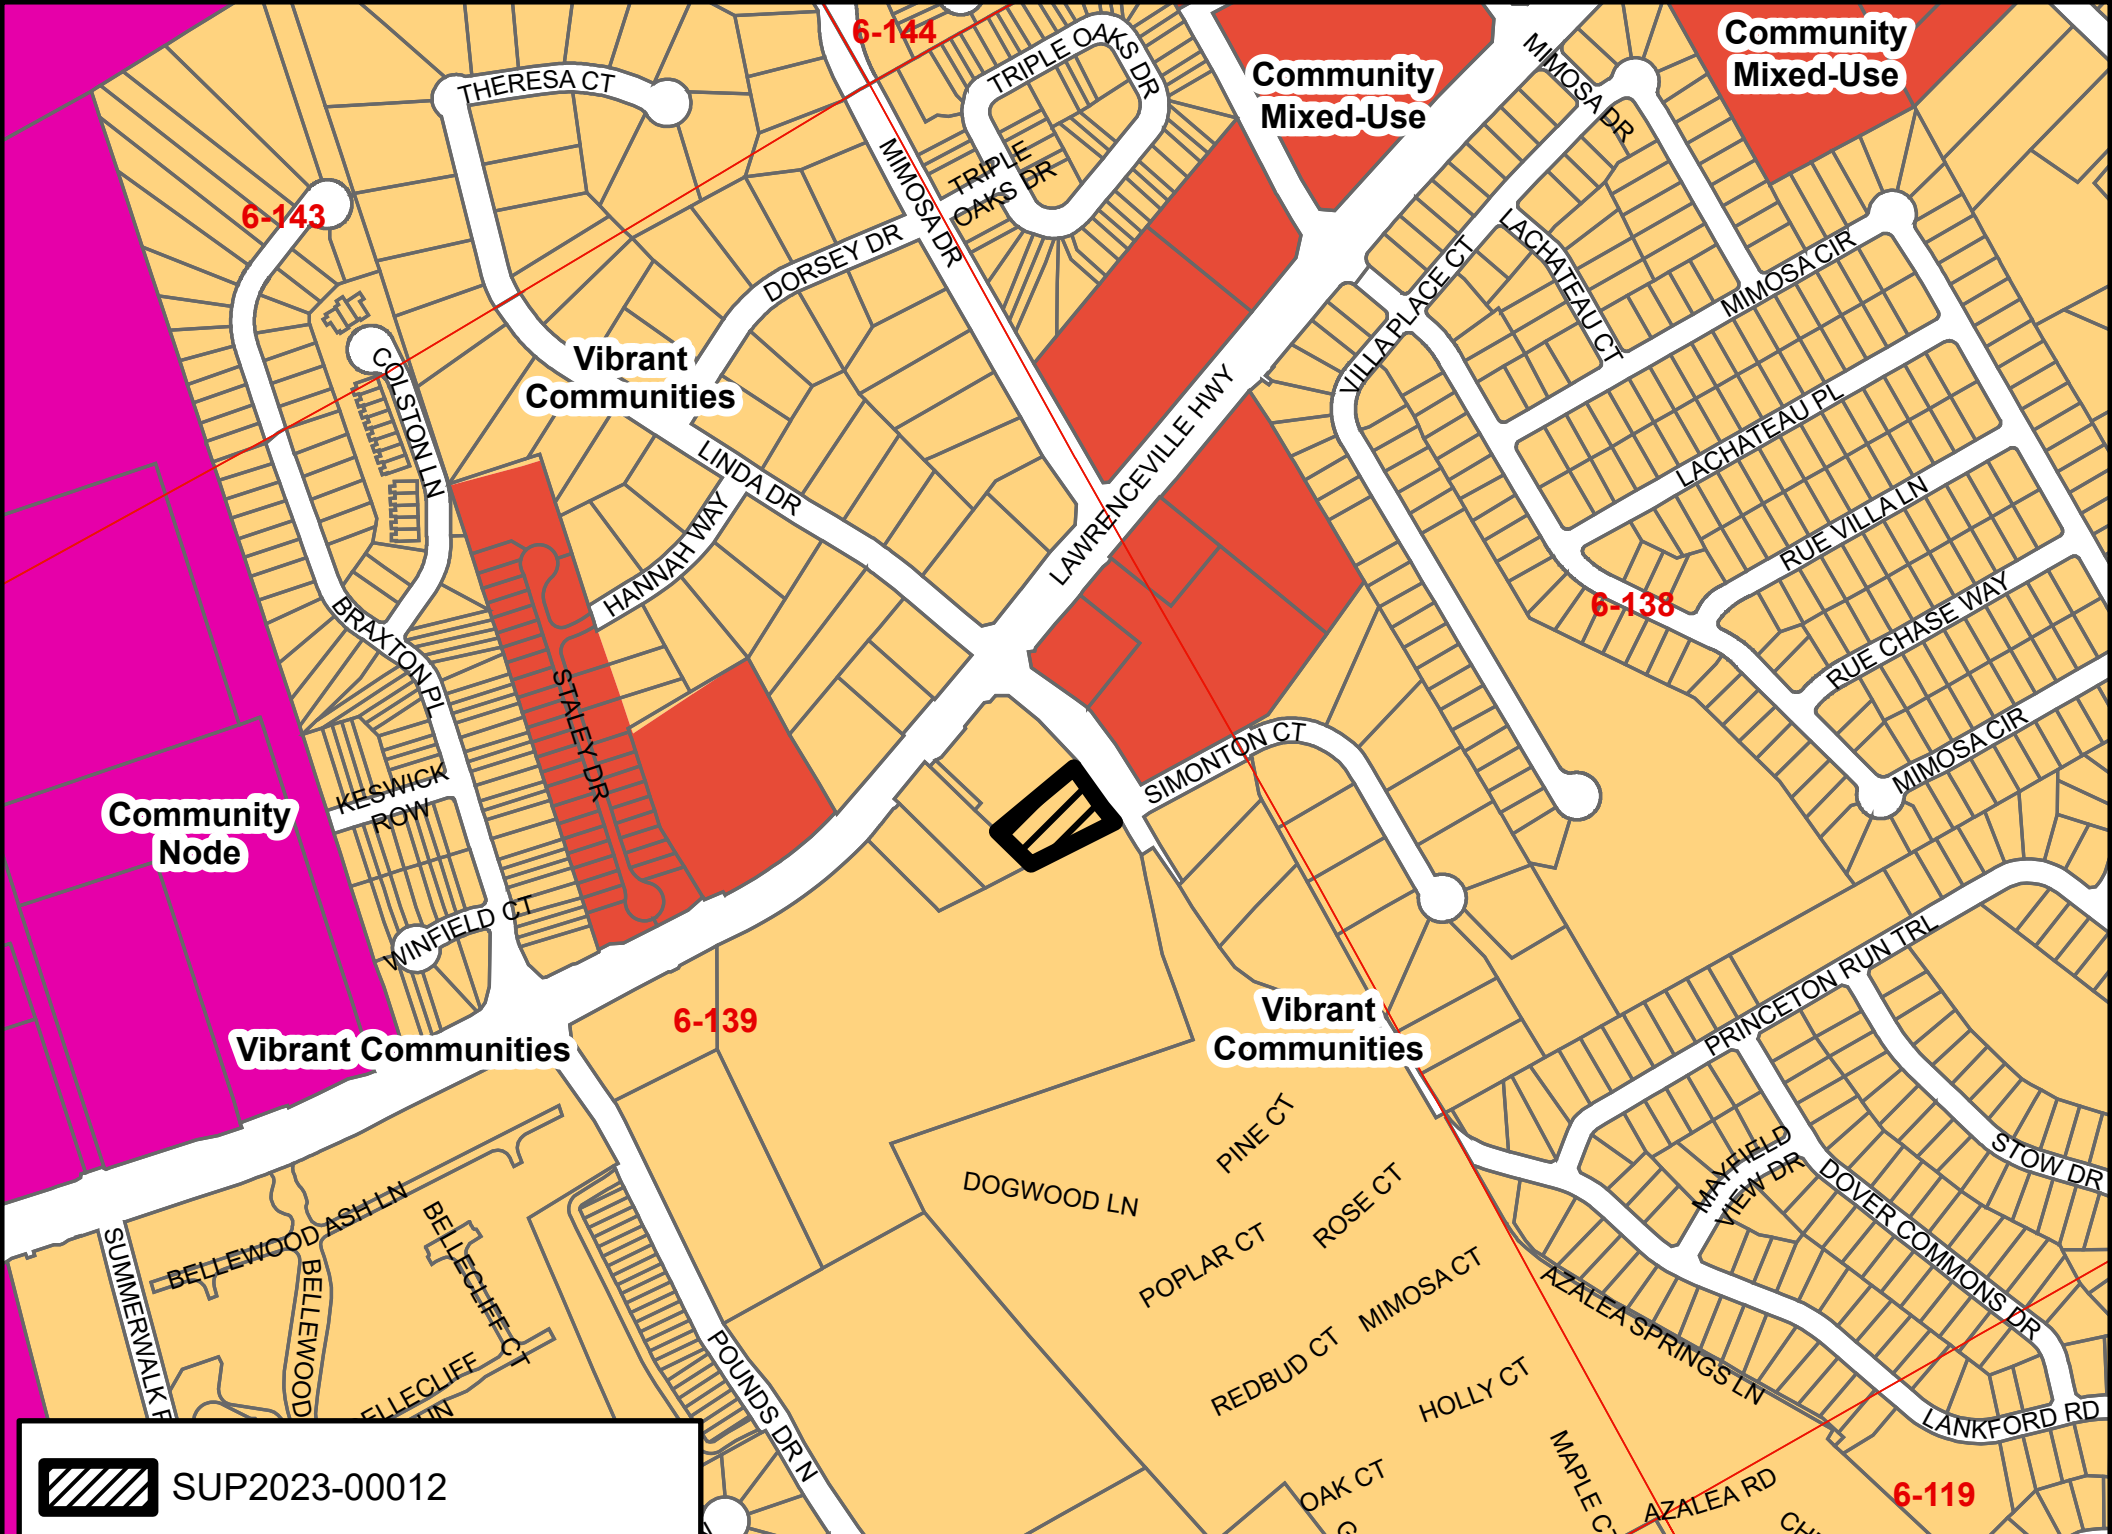 6-144
Community
Mixed-Use
Community
Mixed-Use
THERESA CT
TRIPLE OAKS DR
MIMOSA DR
6-143
MIMOSA DR
TRIPLE
OAKS DR
DORSEY DR
LACHATEAU CT
VILLA PLACE CT
MIMOSA CIR
COLSTON LN
Vibrant
Communities
LAWRENCEVILLE HWY
LACHATEAU PL
LINDA DR
HANNAH WAY
RUE VILLA LN
BRAXTON PL
6-138
RUE CHASE WAY
STALEY DR
SIMONTON CT
MIMOSA CIR
KESWICK
ROW
Community
Node
WINFIELD CT
PRINCETON RUN TRL
6-139
Vibrant
Communities
Vibrant Communities
PINE CT
DOGWOOD LN
ROSE CT
MAYFIELD
VIEW DR
STOW DR
DOVER COMMONS DR
BELLEWOOD ASH LN
BELLECLIFF CT
SUMMERWALK P
BELLEWOOD
POPLAR CT
MIMOSA CT
AZALEA SPRINGS LN
ELLECLIFF
UN
POUNDS DR N
REDBUD CT
HOLLY CT
LANKFORD RD
MAPLE CT
OAK CT
AZALEA RD
6-119
SUP2023-00012